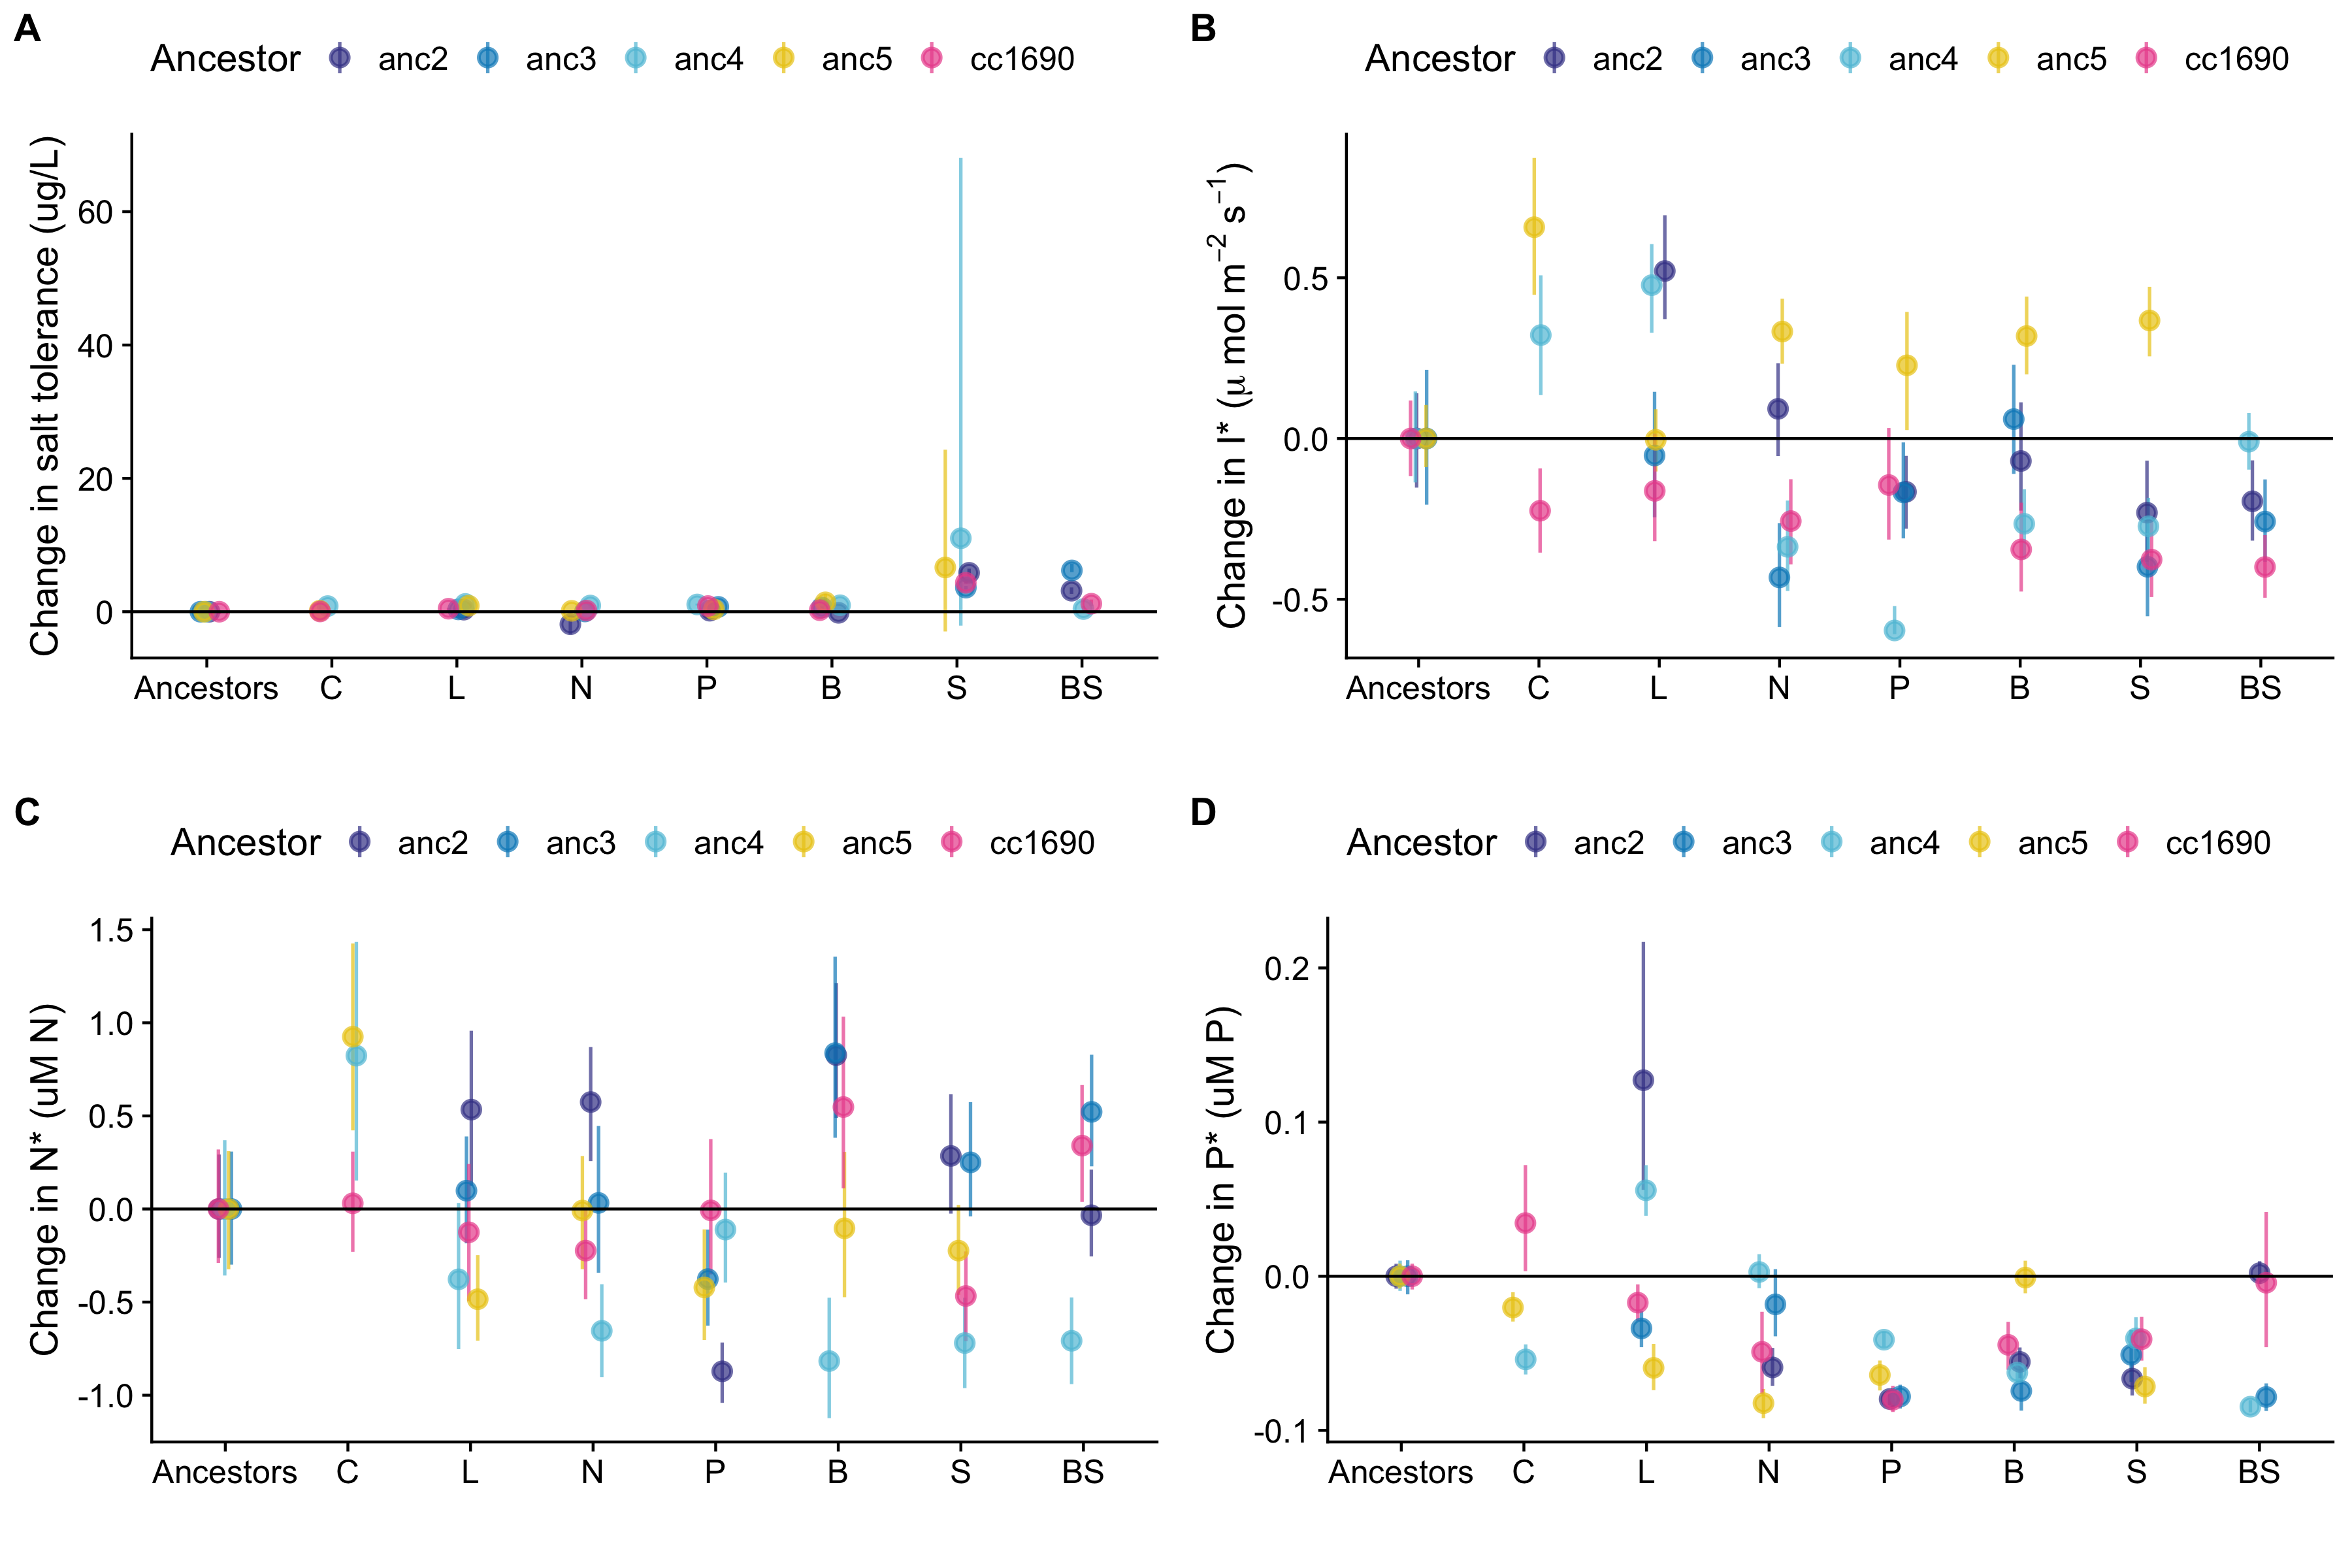 A
Ancestor anc2 anc3 anc4 anc5 cc1690
Change in salt tolerance (ug/L)
60
40
20
0
Ancestors C L N P B S BS
B
Ancestor anc2 anc3 anc4 anc5 cc1690
Change in I* (μ mol m⁻² s⁻¹)
0.5
0.0
-0.5
Ancestors C L N P B S BS
C
Ancestor anc2 anc3 anc4 anc5 cc1690
Change in N* (uM N)
1.5
1.0
0.5
0.0
-0.5
-1.0
Ancestors C L N P B S BS
D
Ancestor anc2 anc3 anc4 anc5 cc1690
Change in P* (uM P)
0.2
0.1
0.0
-0.1
Ancestors C L N P B S BS